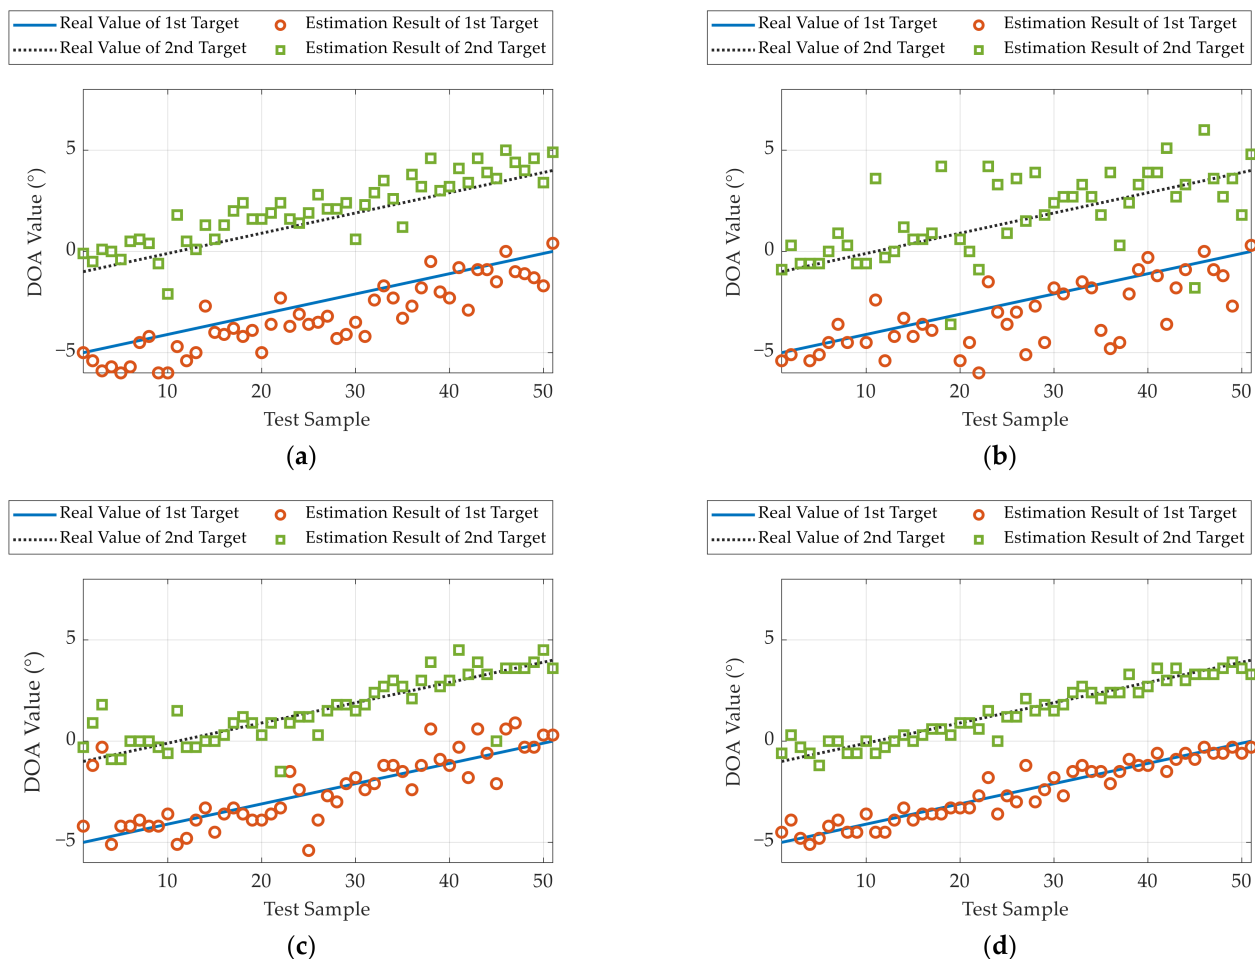 Real Value of 1st Target
Estimation Result of 1st Target
Real Value of 2nd Target
Estimation Result of 2nd Target
5
0
−5
DOA Value (°)
10
20
30
40
50
Test Sample
(a)
Real Value of 1st Target
Estimation Result of 1st Target
Real Value of 2nd Target
Estimation Result of 2nd Target
5
0
−5
DOA Value (°)
10
20
30
40
50
Test Sample
(b)
Real Value of 1st Target
Estimation Result of 1st Target
Real Value of 2nd Target
Estimation Result of 2nd Target
5
0
−5
DOA Value (°)
10
20
30
40
50
Test Sample
(c)
Real Value of 1st Target
Estimation Result of 1st Target
Real Value of 2nd Target
Estimation Result of 2nd Target
5
0
−5
DOA Value (°)
10
20
30
40
50
Test Sample
(d)